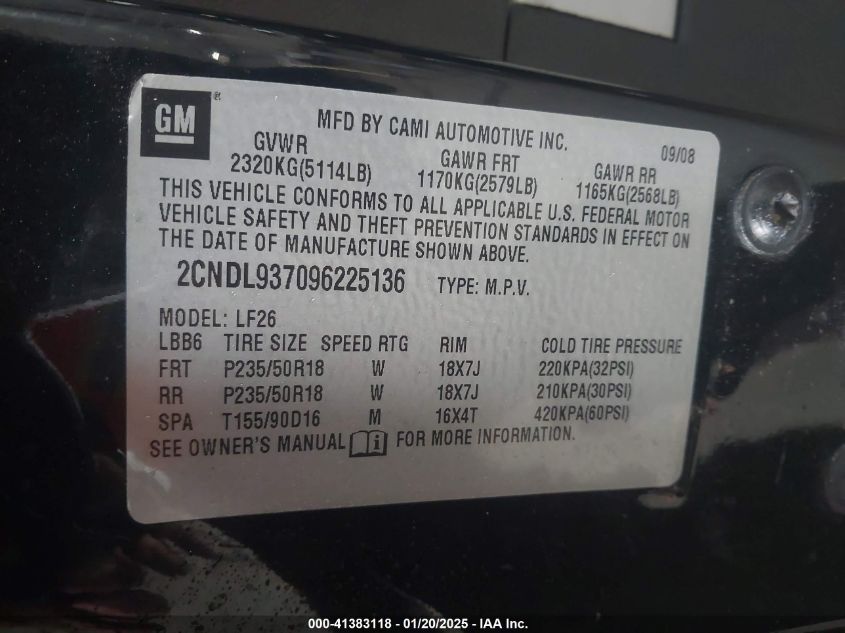 GM ®
MFD BY CAMI AUTOMOTIVE INC. 09/08
GVWR GAWR FRT GAWR RR
2320KG(5114LB) 1170KG(2579LB) 1165KG(2568LB)
THIS VEHICLE CONFORMS TO ALL APPLICABLE U.S. FEDERAL MOTOR
VEHICLE SAFETY AND THEFT PREVENTION STANDARDS IN EFFECT ON
THE DATE OF MANUFACTURE SHOWN ABOVE.
2CNDL937096225136 TYPE: M.P.V.
MODEL: LF26
LBB6 TIRE SIZE SPEED RTG RIM COLD TIRE PRESSURE
FRT P235/50R18 W 18X7J 220KPA(32PSI)
RR P235/50R18 W 18X7J 210KPA(30PSI)
SPA T155/90D16 M 16X4T 420KPA(60PSI)
SEE OWNER'S MANUAL i FOR MORE INFORMATION.
000-41383118 - 01/20/2025 - IAA Inc.